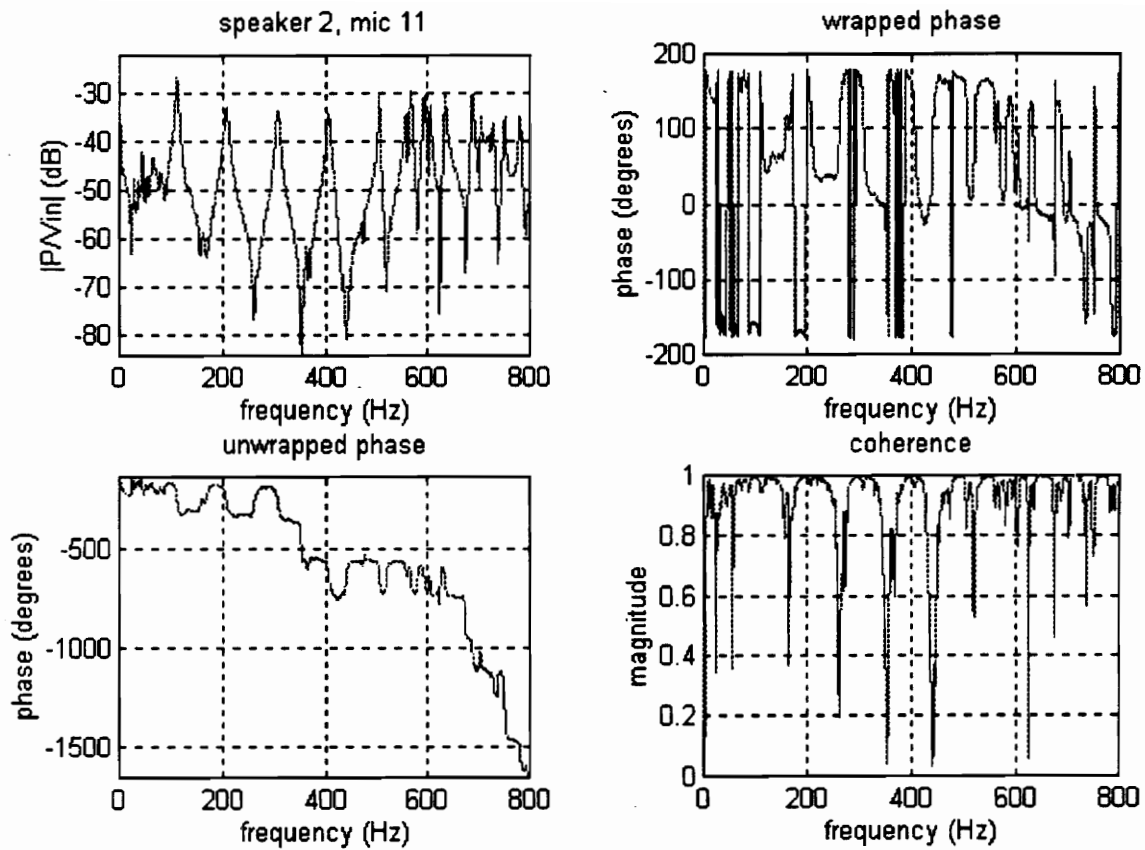 speaker 2, mic 11
|P/Vin| (dB)
-30
-40
-50
-60
-70
-80
0 200 400 600 800
frequency (Hz)
wrapped phase
phase (degrees)
200
100
0
-100
-200
0 200 400 600 800
frequency (Hz)
unwrapped phase
phase (degrees)
-500
-1000
-1500
0 200 400 600 800
frequency (Hz)
coherence
magnitude
1
0.8
0.6
0.4
0.2
0
0 200 400 600 800
frequency (Hz)